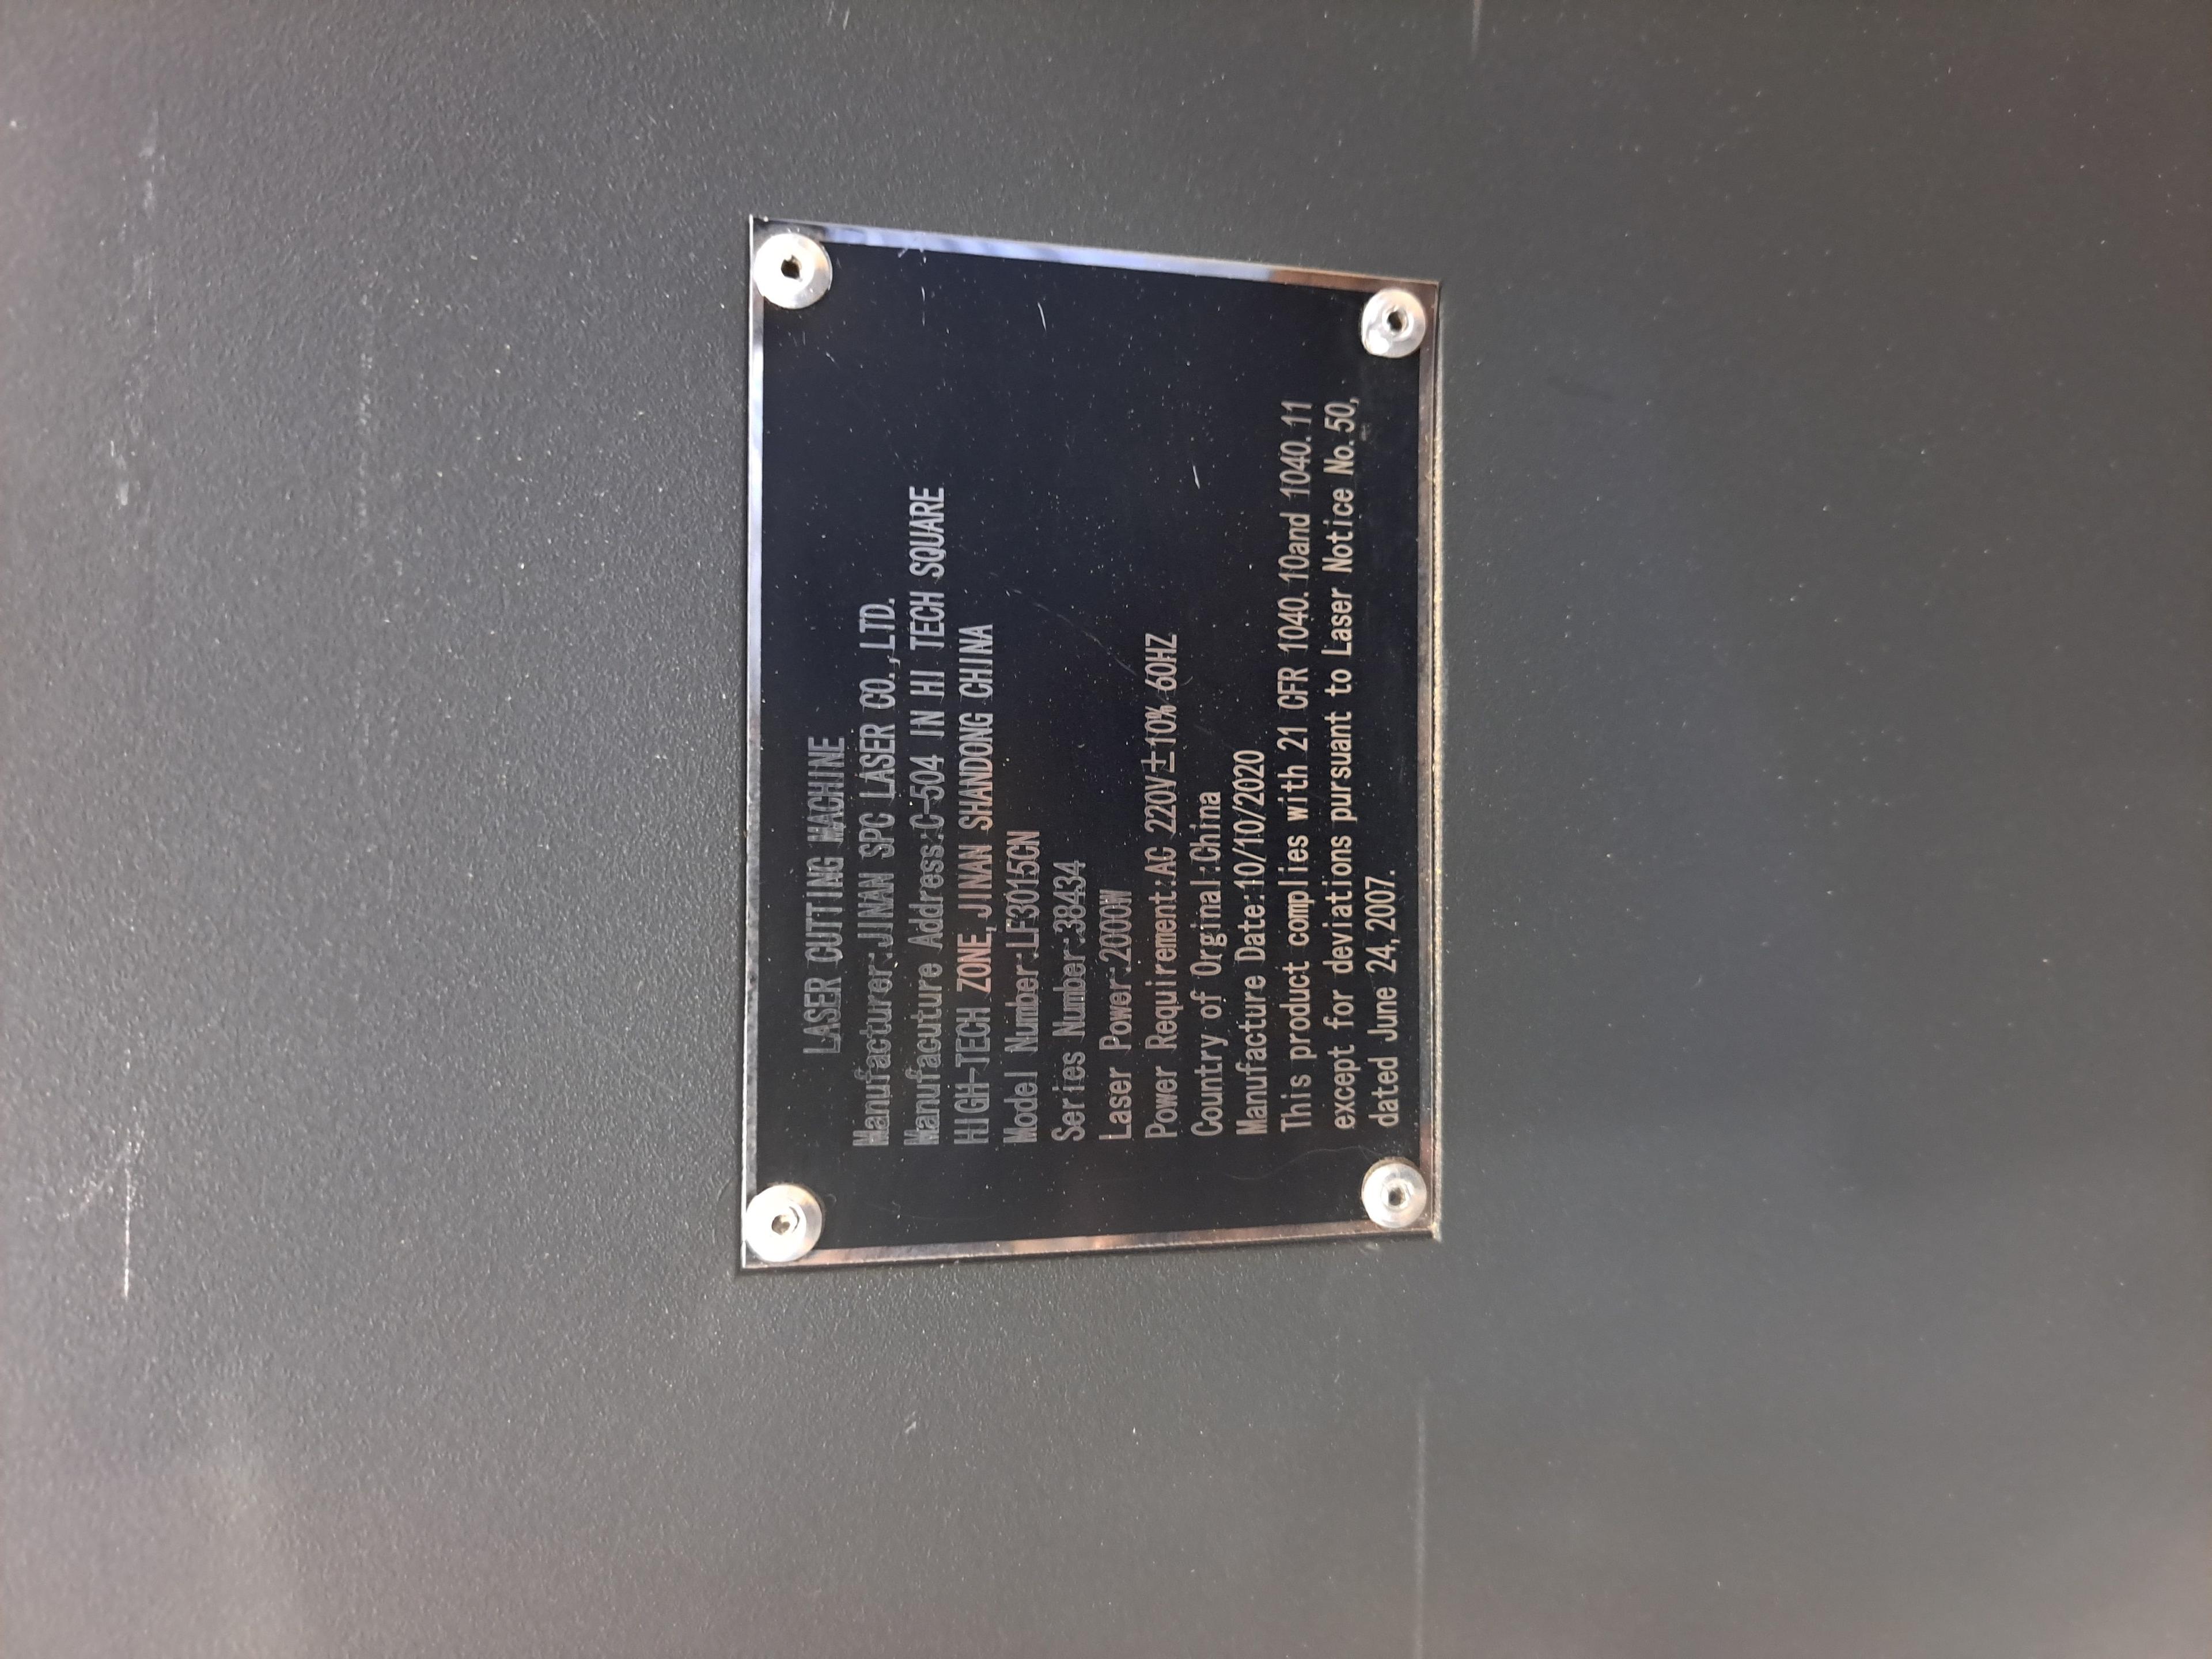 LASER CUTTING MACHINE
Manufacturer:JINAN SPC LASER CO.,LTD.
Manufacuture Address:C-504 IN HI TECH SQUARE
HIGH-TECH ZONE,JINAN SHANDONG CHINA
Model Number:LF3015CN
Series Number:38434
Laser Power:2000W
Power Requirement:AC 220V±10% 60HZ
Country of Orginal:China
Manufacture Date:10/10/2020
This product complies with 21 CFR 1040.10and 1040.11
except for deviations pursuant to Laser Notice No.50,
dated June 24,2007.